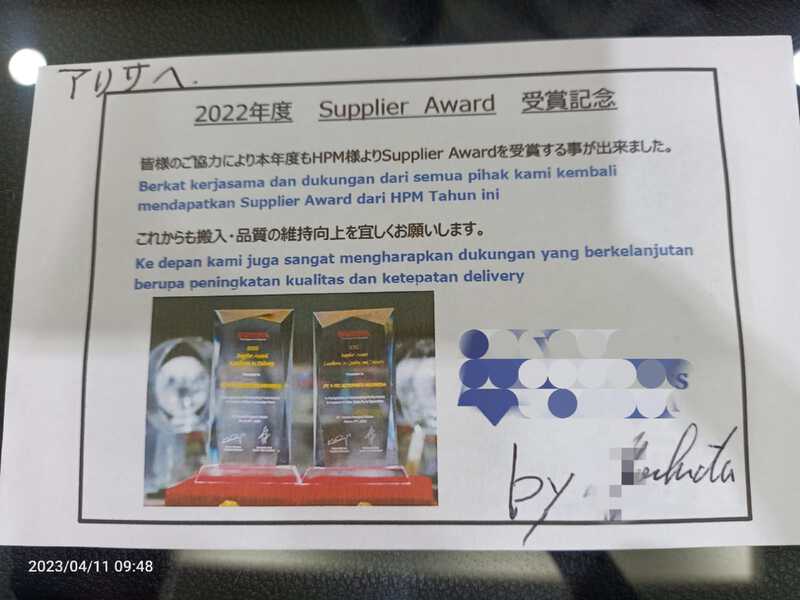 アリサへ.
2022年度 Supplier Award 受賞記念
皆様のご協力により本年度もHPM様よりSupplier Awardを受賞する事が出来ました。
Berkat kerjasama dan dukungan dari semua pihak kami kembali
mendapatkan Supplier Award dari HPM Tahun ini
これからも搬入・品質の維持向上を宜しくお願いします。
Ke depan kami juga sangat mengharapkan dukungan yang berkelanjutan
berupa peningkatan kualitas dan ketepatan delivery
by
2023/04/11 09:48